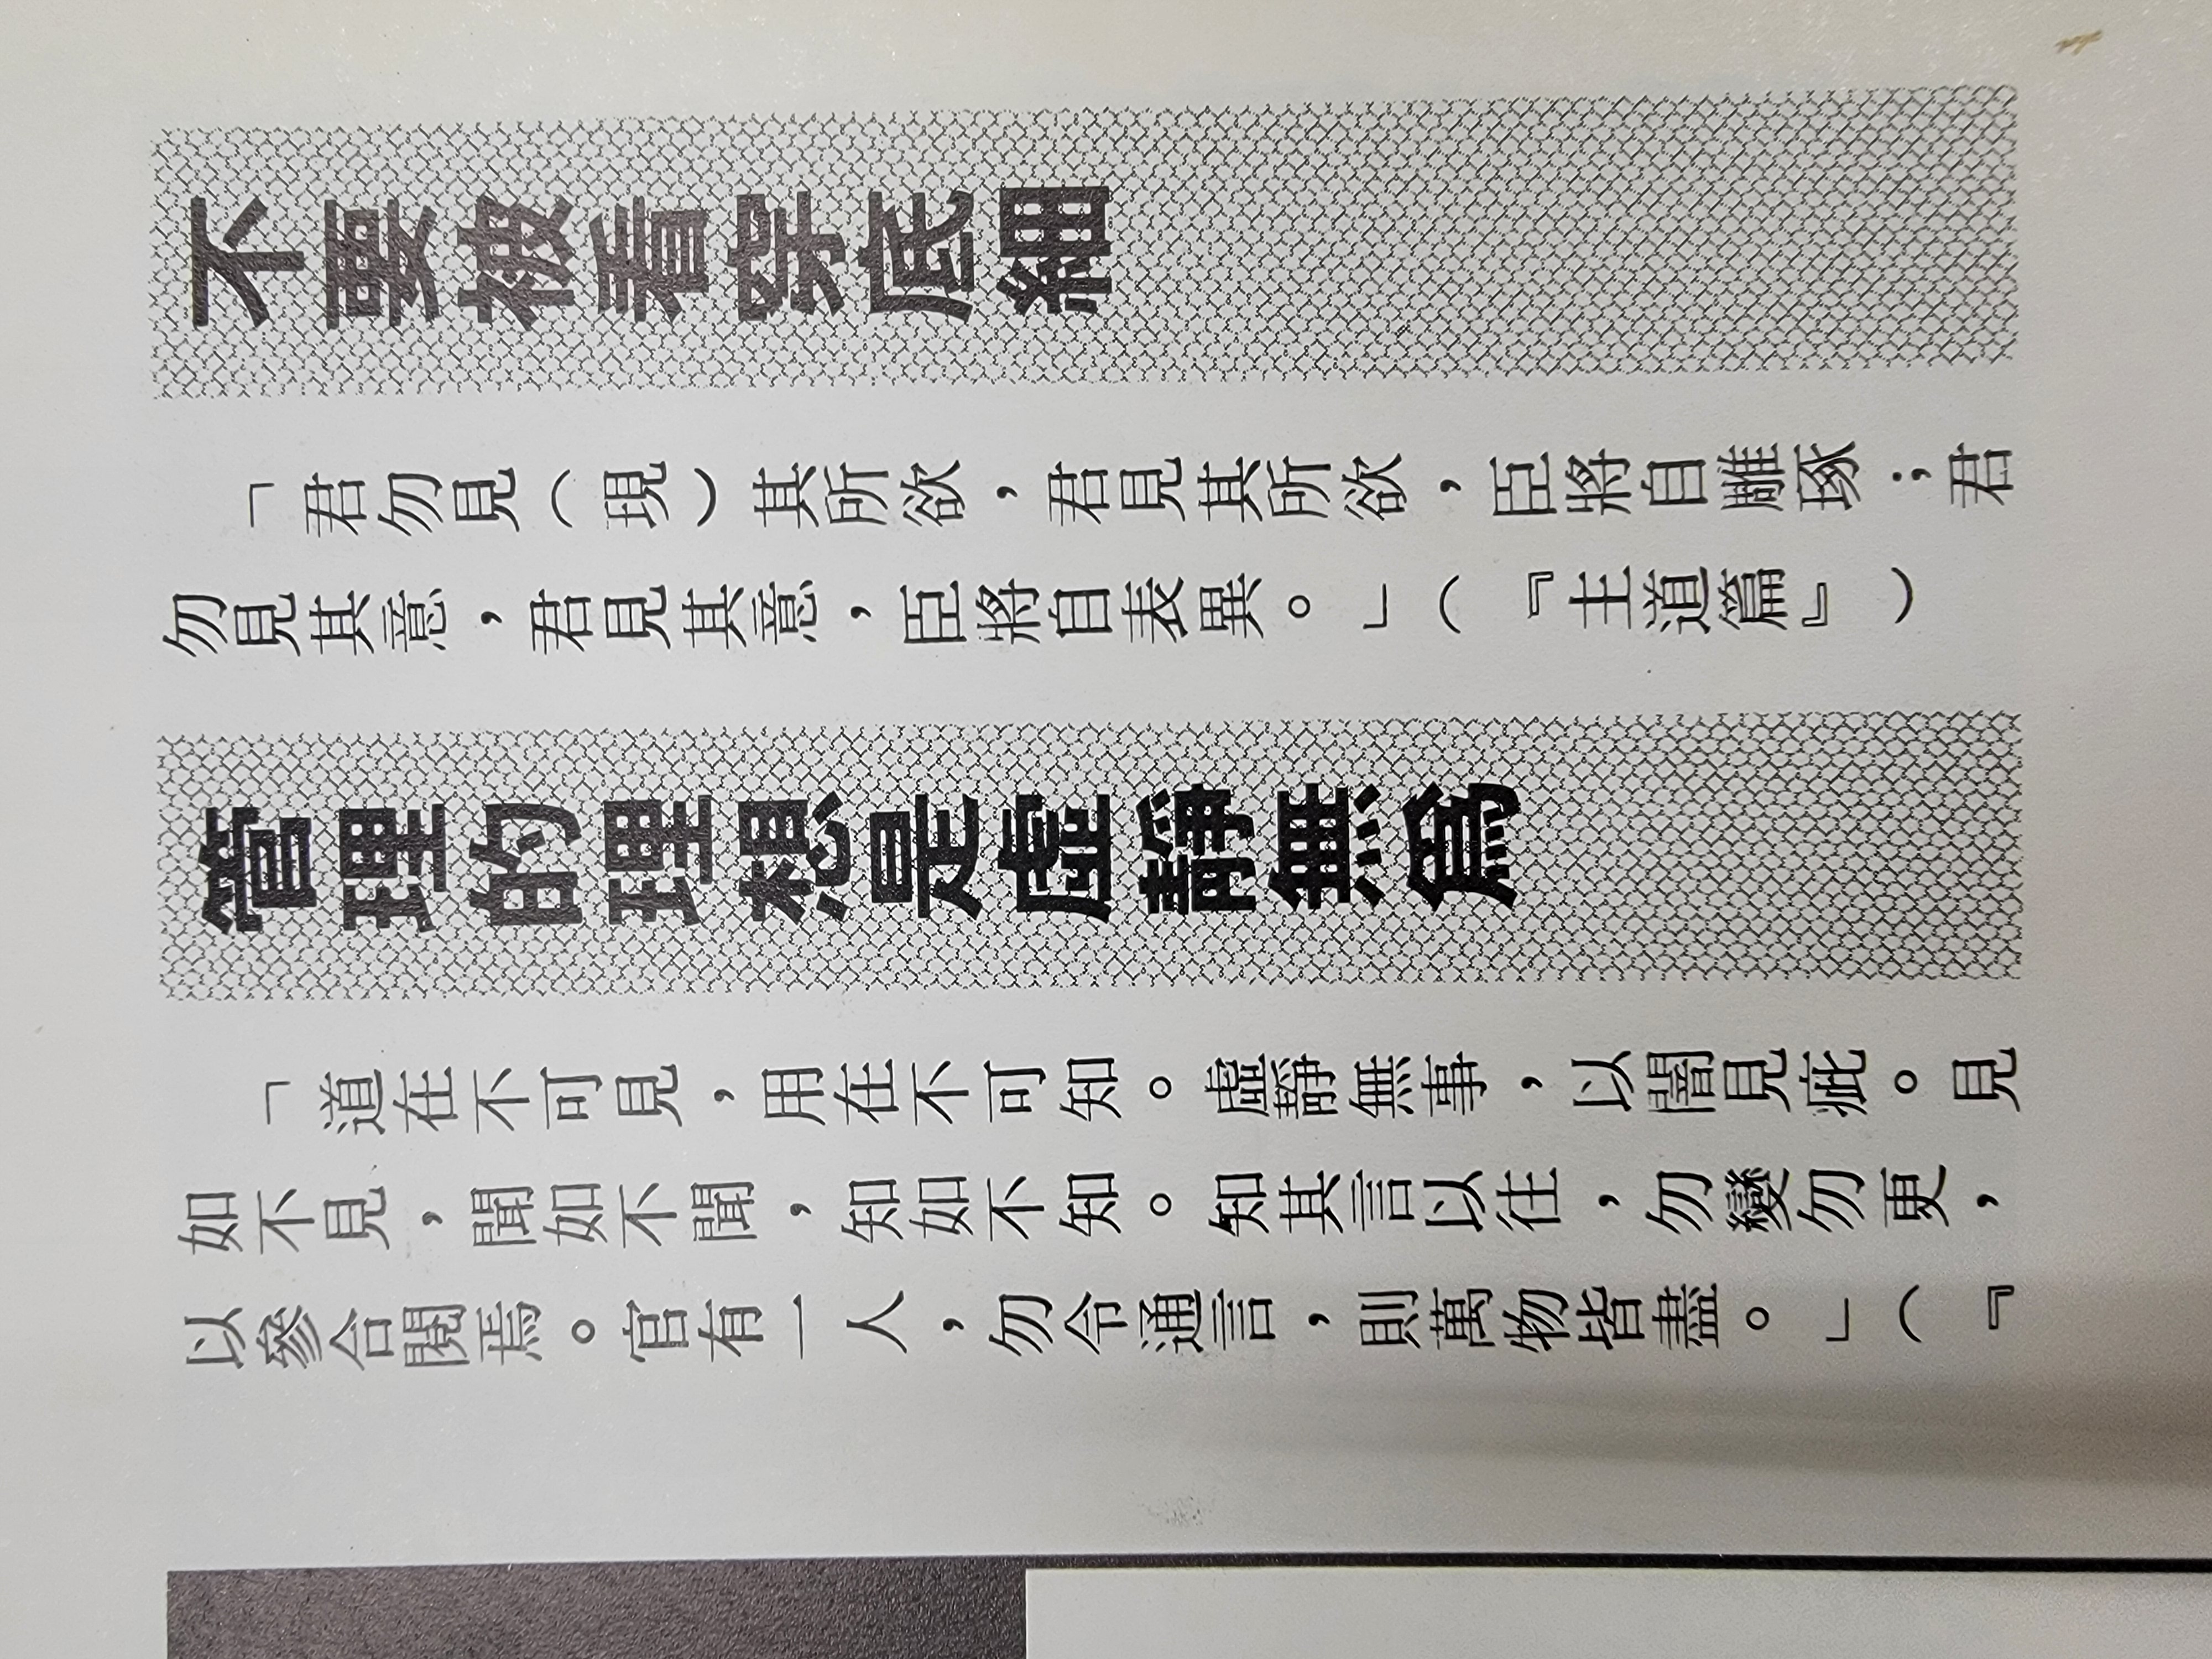 不要被看穿底細
「君勿見(現)其所欲，君見其所欲，臣將自雕琢；君
勿見其意，君見其意，臣將自表異。」(『主道篇』)
管理的理想是虛靜無為
「道在不可見，用在不可知。虛靜無事，以闇見疵。見
如不見，聞如不聞，知如不知。知其言以往，勿變勿更，
以參合閱焉。官有一人，勿令通言，則萬物皆盡。」(『